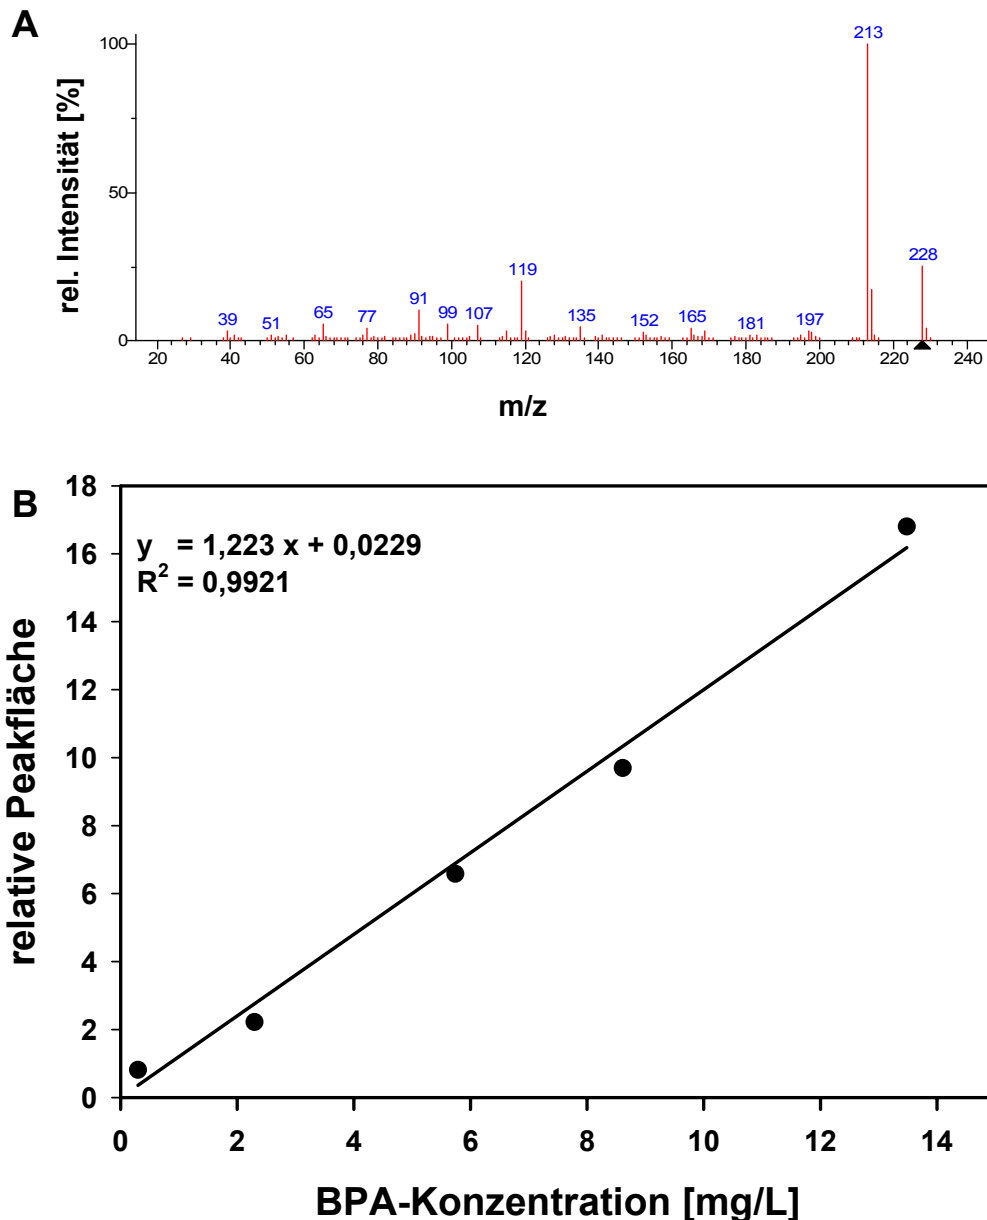 A
rel. Intensität [%]
100
50
0
213
228
119
91
39
51
65
77
99
107
135
152
165
181
197
20 40 60 80 100 120 140 160 180 200 220 240
m/z
B
y = 1,223 x + 0,0229
R² = 0,9921
relative Peakfläche
18
16
14
12
10
8
6
4
2
0
0 2 4 6 8 10 12 14
BPA-Konzentration [mg/L]